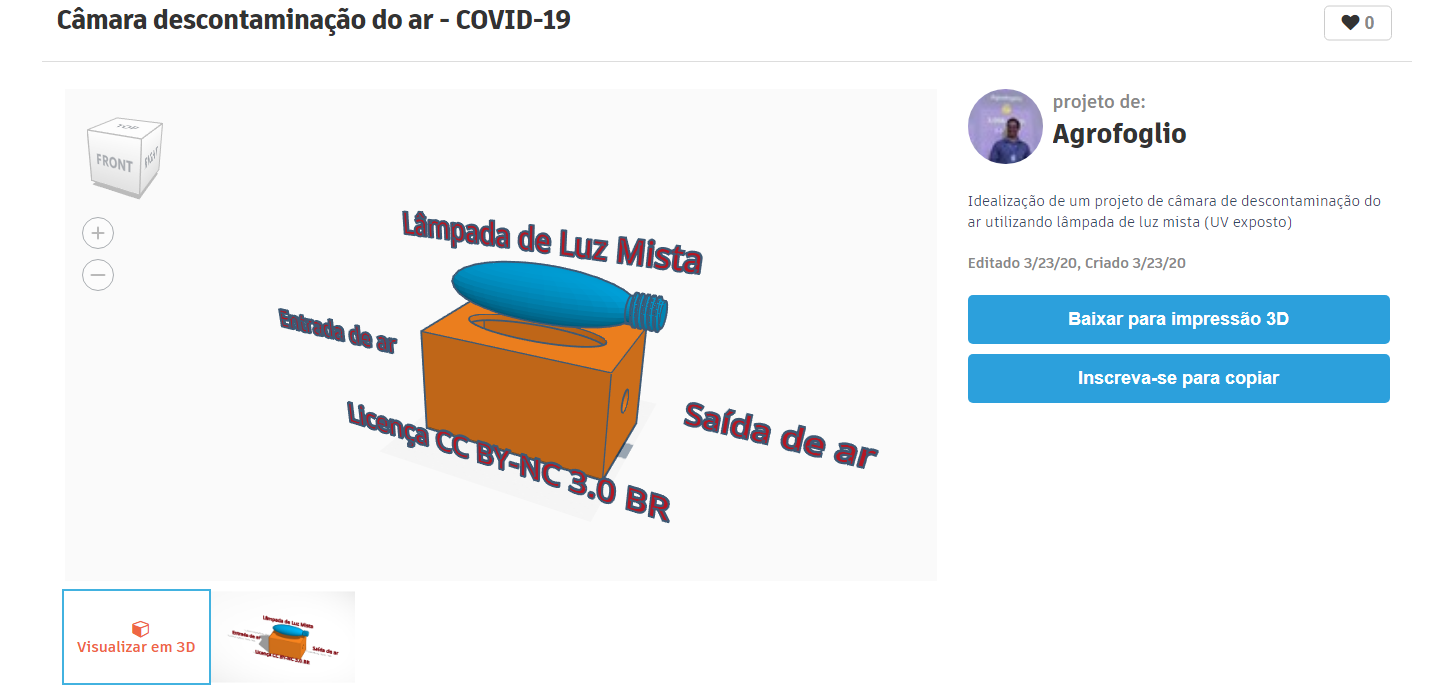 Câmara descontaminação do ar - COVID-19
0
TOP
FRONT
RIGHT
Lâmpada de Luz Mista
Entrada de ar
Licença CC BY-NC 3.0 BR
Saída de ar
projeto de:
Agrofoglio
Idealização de um projeto de câmara de descontaminação do
ar utilizando lâmpada de luz mista (UV exposto)
Editado 3/23/20, Criado 3/23/20
Baixar para impressão 3D
Inscreva-se para copiar
Visualizar em 3D
Lâmpada de Luz Mista
Entrada de ar
Saída de ar
Licença CC BY-NC 3.0 BR